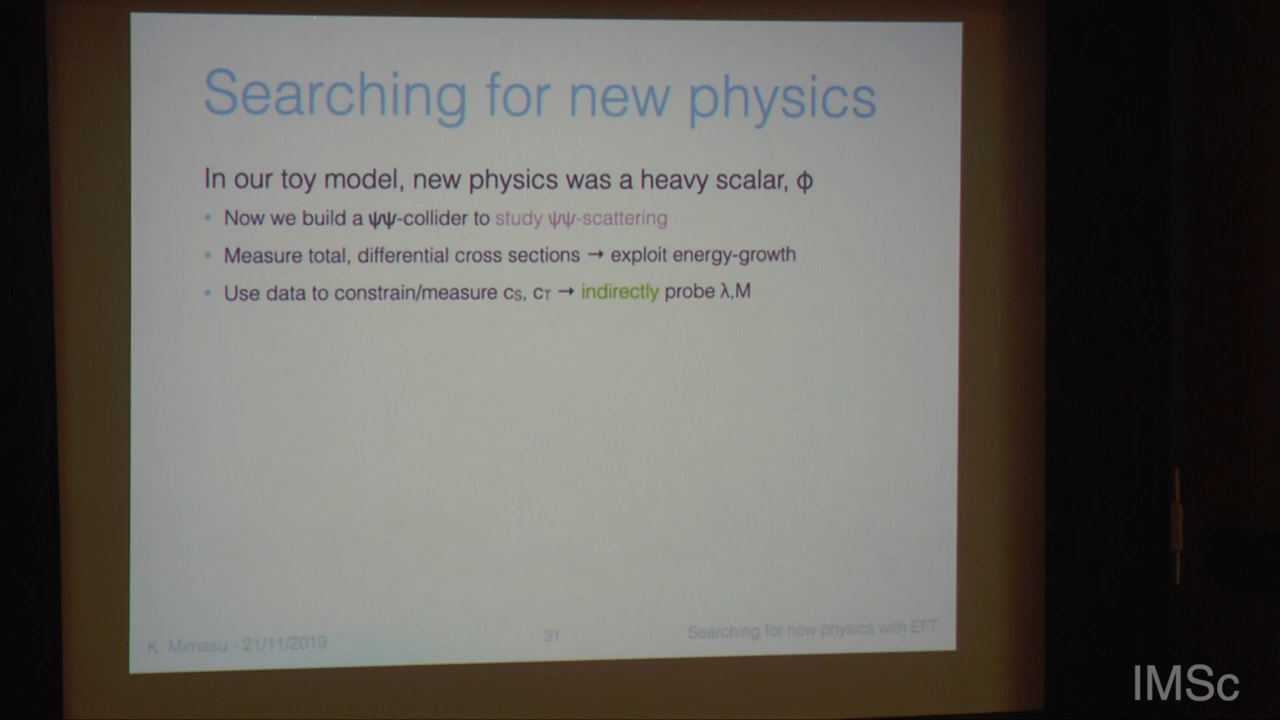 Searching for new physics
In our toy model, new physics was a heavy scalar, ϕ
• Now we build a ψψ-collider to study ψψ-scattering
• Measure total, differential cross sections → exploit energy-growth
• Use data to constrain/measure cS, cT → indirectly probe λ,M
K. Mimasu - 21/11/2019
31
Searching for new physics with EFT
IMSc